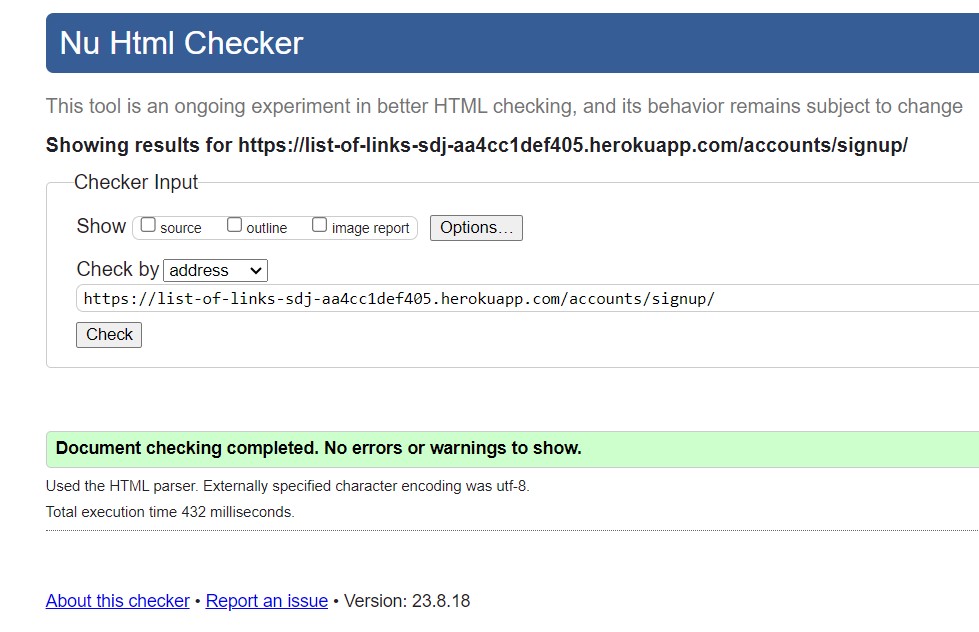 Nu Html Checker
This tool is an ongoing experiment in better HTML checking, and its behavior remains subject to change
Showing results for https://list-of-links-sdj-aa4cc1def405.herokuapp.com/accounts/signup/
Checker Input
Show source outline image report Options...
Check by address
https://list-of-links-sdj-aa4cc1def405.herokuapp.com/accounts/signup/
Check
Document checking completed. No errors or warnings to show.
Used the HTML parser. Externally specified character encoding was utf-8.
Total execution time 432 milliseconds.
About this checker • Report an issue • Version: 23.8.18